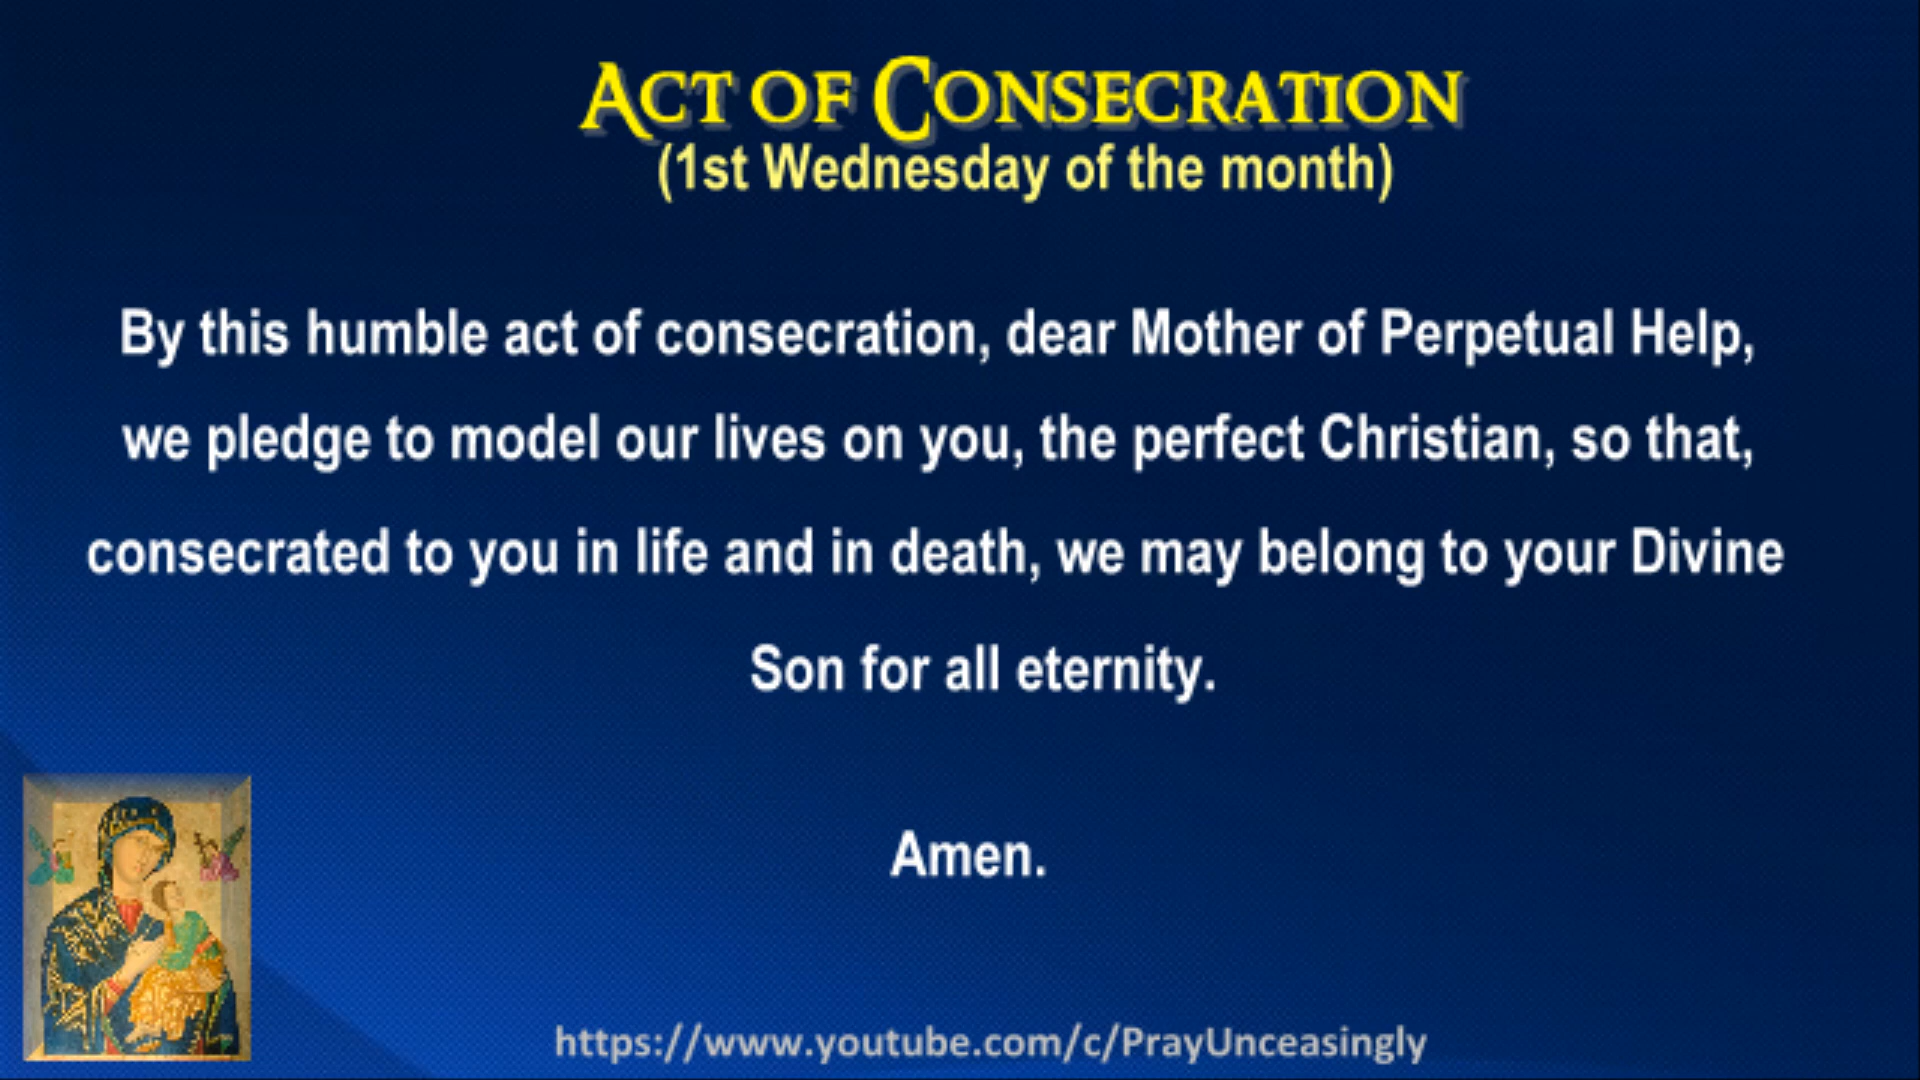 ACT OF CONSECRATION
(1st Wednesday of the month)
By this humble act of consecration, dear Mother of Perpetual Help,
we pledge to model our lives on you, the perfect Christian, so that,
consecrated to you in life and in death, we may belong to your Divine
Son for all eternity.
Amen.
https://www.youtube.com/c/PrayUnceasingly